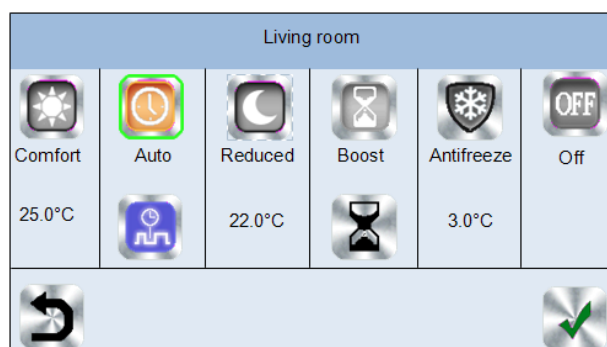 Living room
OFF
Comfort Auto Reduced Boost Antifreeze Off
25.0°C 22.0°C 3.0°C